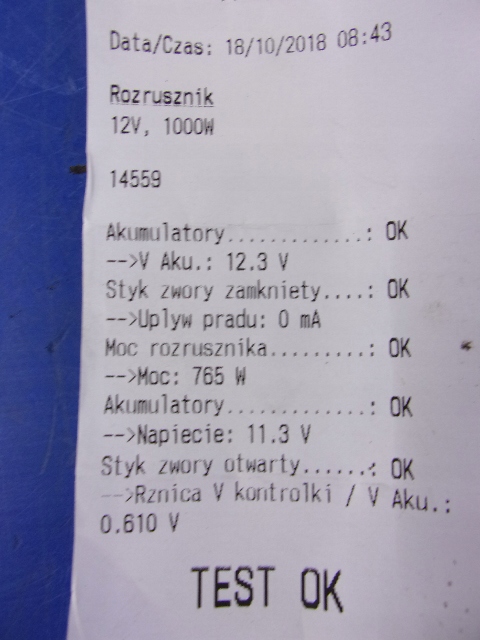 Data/Czas: 18/10/2018 08:43
Rozrusznik
12V, 1000W
14559
Akumulatory.............: OK
-->V Aku.: 12.3 V
Styk zwory zamkniety....: OK
-->Uplyw pradu: 0 mA
Moc rozrusznika.........: OK
-->Moc: 765 W
Akumulatory.............: OK
-->Napiecie: 11.3 V
Styk zwory otwarty......: OK
-->Rznica V kontrolki / V Aku.:
0.610 V
TEST OK